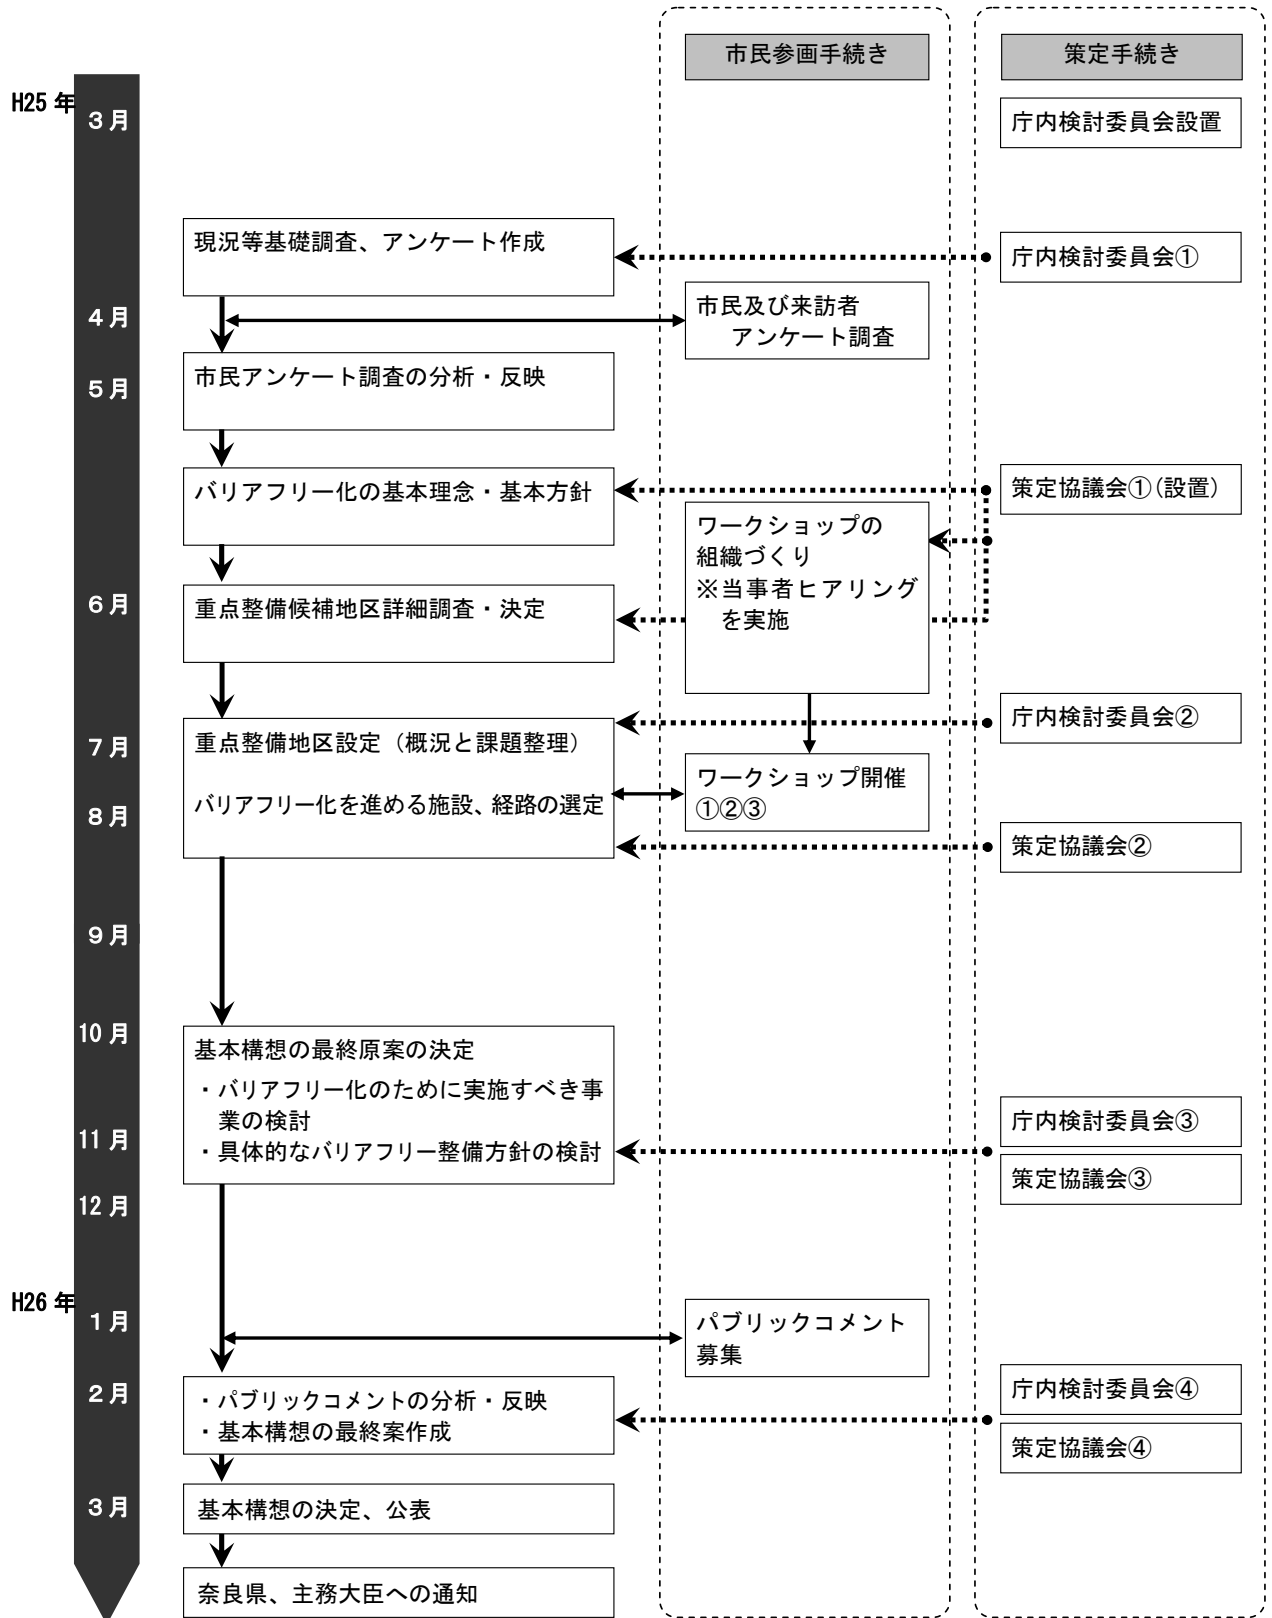 市民参画手続き
策定手続き
H25 年
3 月
庁内検討委員会設置
現況等基礎調査、アンケート作成
庁内検討委員会①
4 月
市民及び来訪者
アンケート調査
5 月
市民アンケート調査の分析・反映
バリアフリー化の基本理念・基本方針
策定協議会①(設置)
ワークショップの
組織づくり
※当事者ヒアリング
を実施
6 月
重点整備候補地区詳細調査・決定
庁内検討委員会②
7 月
重点整備地区設定（概況と課題整理）
ワークショップ開催
①②③
8 月
バリアフリー化を進める施設、経路の選定
策定協議会②
9 月
10 月
基本構想の最終原案の決定
・バリアフリー化のために実施すべき事
業の検討
・具体的なバリアフリー整備方針の検討
11 月
庁内検討委員会③
策定協議会③
12 月
H26 年
1 月
パブリックコメント
募集
2 月
・パブリックコメントの分析・反映
・基本構想の最終案作成
庁内検討委員会④
策定協議会④
3 月
基本構想の決定、公表
奈良県、主務大臣への通知